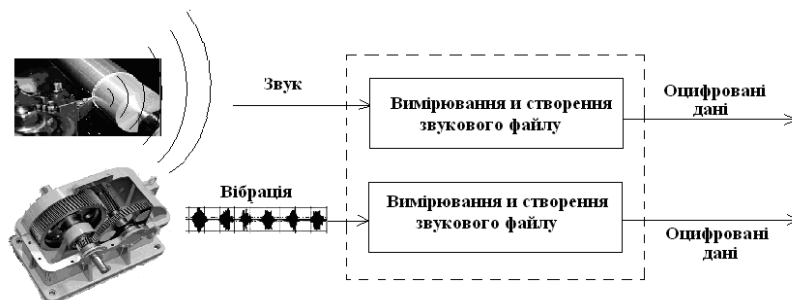 Звук
Вимірювання и створення
звукового файлу
Оцифровані
дані
Вібрація
Вимірювання и створення
звукового файлу
Оцифровані
дані